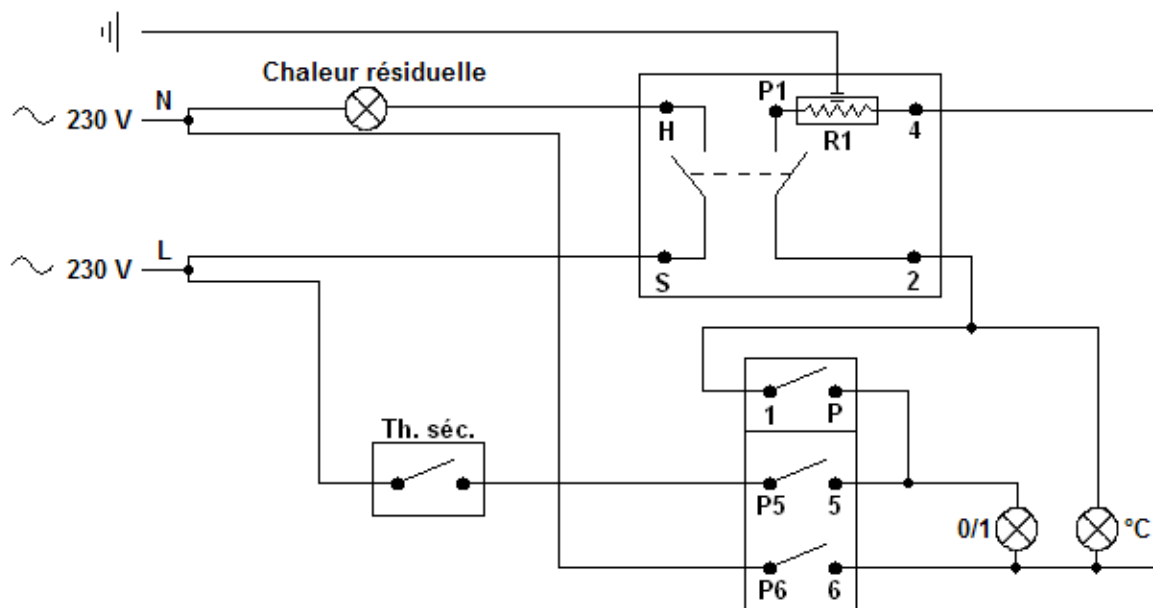 Chaleur résiduelle
N
230 V
H
P1
R1
4
L
230 V
S
2
1
P
Th. séc.
P5
5
0/1
°C
P6
6